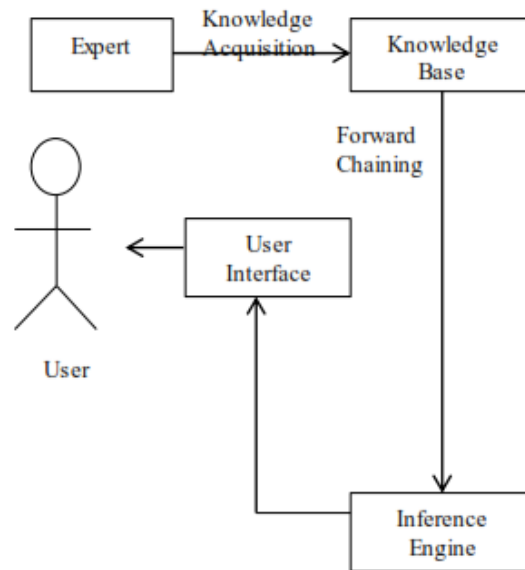 Expert
Knowledge
Acquisition
Knowledge
Base
Forward
Chaining
User
Interface
User
Inference
Engine